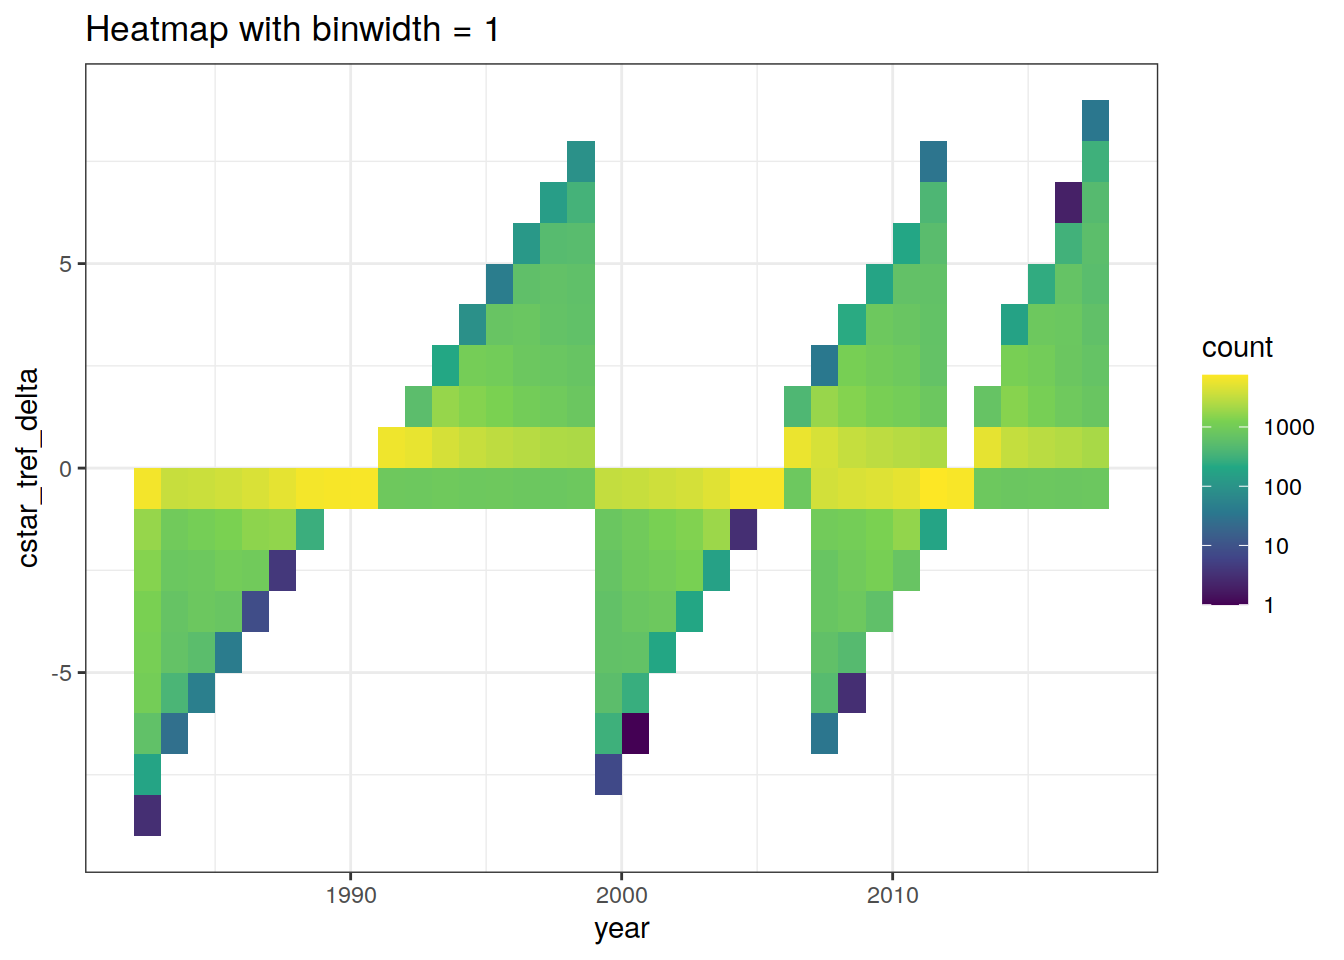 Heatmap with binwidth = 1
cstar_tref_delta
5
0
-5
1990
2000
2010
year
count
1000
100
10
1